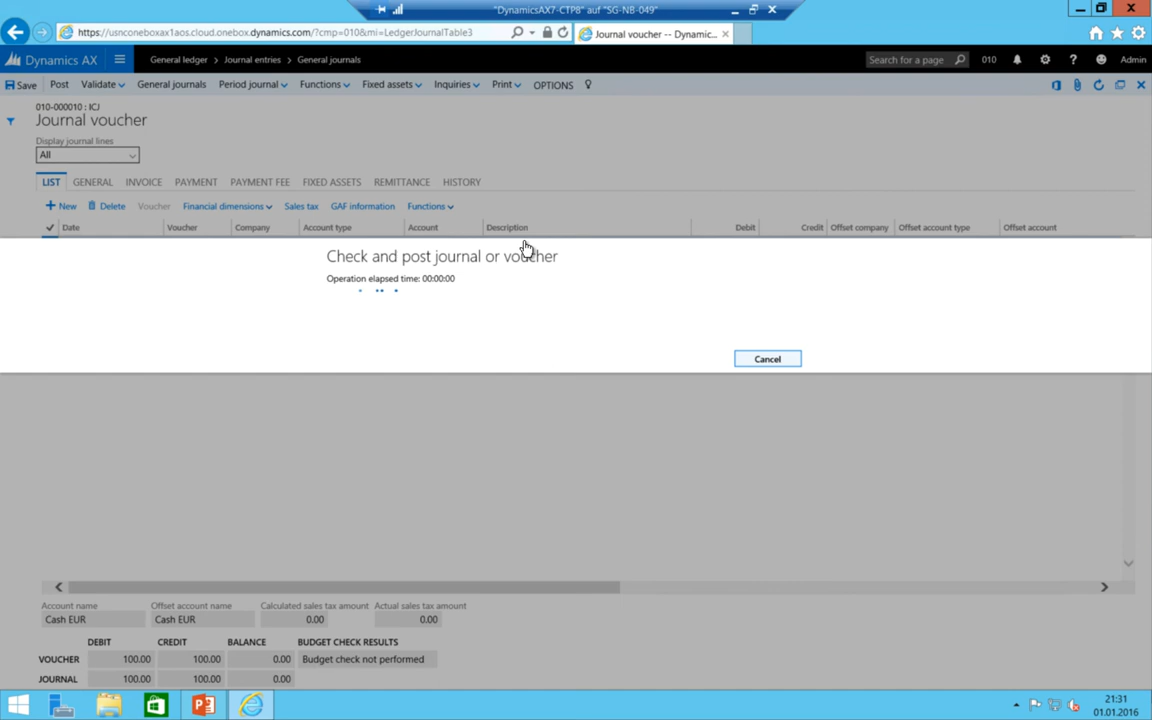 "DynamicsAX7-CTP8" auf "SG-NB-049"
https://usnconeboxax1aos.cloud.onebox.dynamics.com/?cmp=010&mi=LedgerJournalTable3
Journal voucher -- Dynamic...
Dynamics AX
General ledger > Journal entries > General journals
Search for a page
010
Admin
Save Post Validate General journals Period journal Functions Fixed assets Inquiries Print OPTIONS
010-000010 : ICJ
Journal voucher
Display journal lines
All
LIST GENERAL INVOICE PAYMENT PAYMENT FEE FIXED ASSETS REMITTANCE HISTORY
+ New Delete Voucher Financial dimensions Sales tax GAF information Functions
Date Voucher Company Account type Account Description Debit Credit Offset company Offset account type Offset account
Check and post journal or voucher
Operation elapsed time: 00:00:00
Cancel
Account name Offset account name Calculated sales tax amount Actual sales tax amount
Cash EUR Cash EUR 0.00 0.00
DEBIT CREDIT BALANCE BUDGET CHECK RESULTS
VOUCHER 100.00 100.00 0.00 Budget check not performed
JOURNAL 100.00 100.00 0.00
21:31
01.01.2016